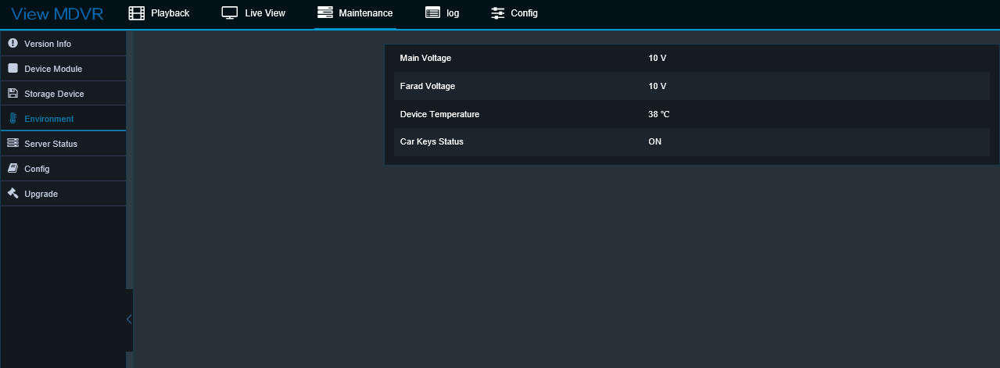 View MDVR Playback Live View Maintenance log Config
Version Info
Device Module
Storage Device
Environment
Server Status
Config
Upgrade
Main Voltage 10 V
Farad Voltage 10 V
Device Temperature 38 ℃
Car Keys Status ON